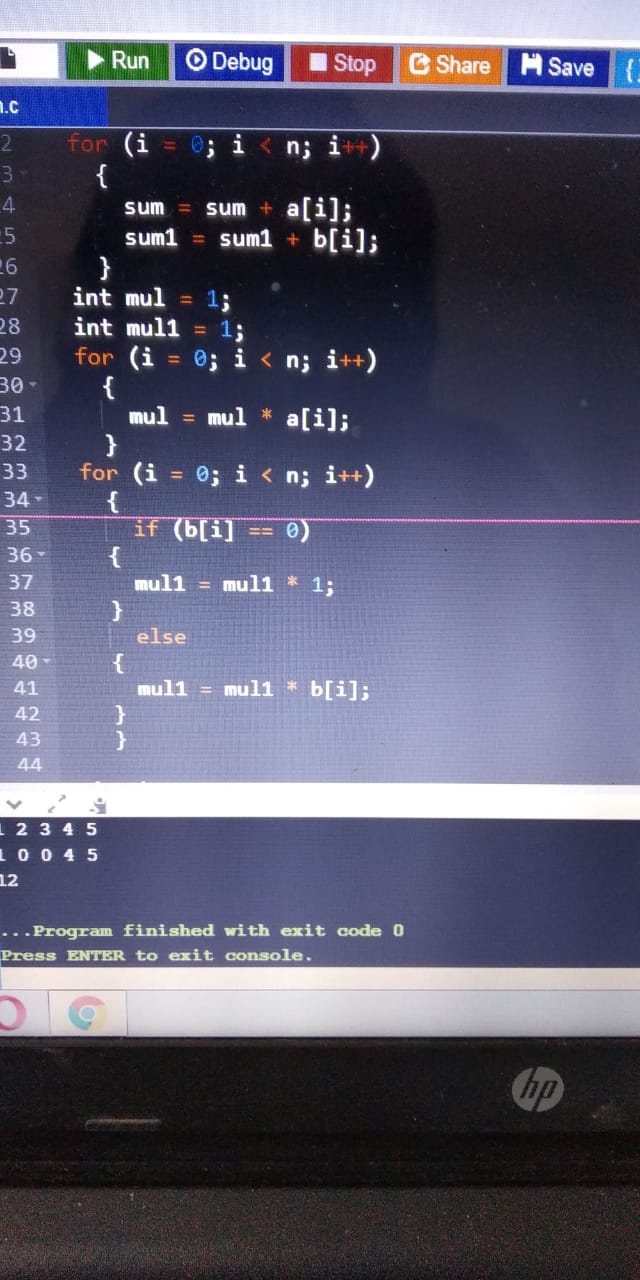 Run Debug Stop Share Save {
.c
2 for (i = 0; i < n; i++)
3 {
4 sum = sum + a[i];
5 sum1 = sum1 + b[i];
26 }
27 int mul = 1;
28 int mul1 = 1;
29 for (i = 0; i < n; i++)
30 {
31 mul = mul * a[i];
32 }
33 for (i = 0; i < n; i++)
34 {
35 if (b[i] == 0)
36 {
37 mul1 = mul1 * 1;
38 }
39 else
40 {
41 mul1 = mul1 * b[i];
42 }
43 }
44
1 2 3 4 5
1 0 0 4 5
12
...Program finished with exit code 0
Press ENTER to exit console.
hp